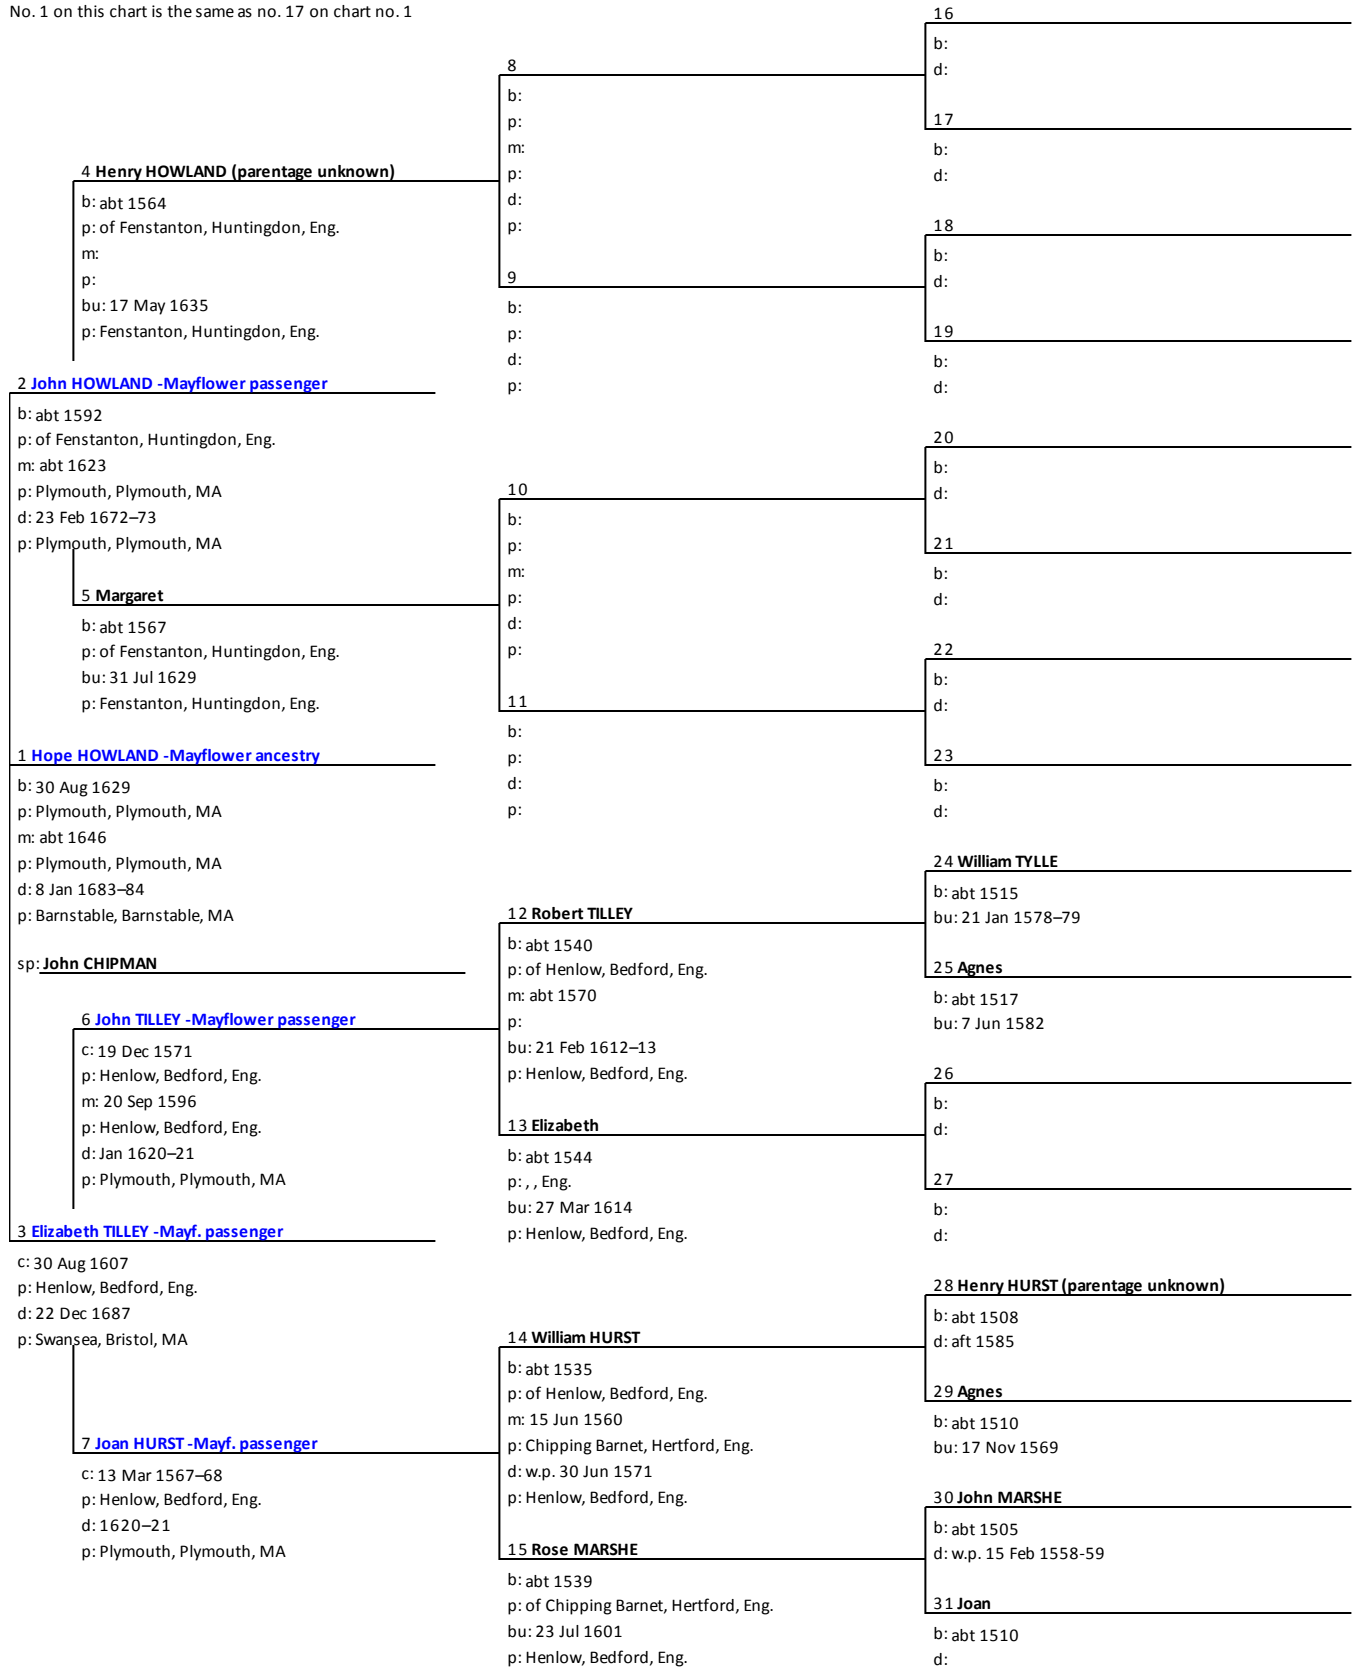 No. 1 on this chart is the same as no. 17 on chart no. 1
16
b:
d:
8
b:
p:
m:
p:
d:
p:
17
b:
d:
4 Henry HOWLAND (parentage unknown)
b: abt 1564
p: of Fenstanton, Huntingdon, Eng.
m:
p:
bu: 17 May 1635
p: Fenstanton, Huntingdon, Eng.
18
b:
d:
9
b:
p:
d:
p:
19
b:
d:
2 John HOWLAND -Mayflower passenger
b: abt 1592
p: of Fenstanton, Huntingdon, Eng.
m: abt 1623
p: Plymouth, Plymouth, MA
d: 23 Feb 1672–73
p: Plymouth, Plymouth, MA
20
b:
d:
10
b:
p:
m:
p:
d:
p:
21
b:
d:
5 Margaret
b: abt 1567
p: of Fenstanton, Huntingdon, Eng.
bu: 31 Jul 1629
p: Fenstanton, Huntingdon, Eng.
22
b:
d:
11
b:
p:
d:
p:
23
b:
d:
1 Hope HOWLAND -Mayflower ancestry
b: 30 Aug 1629
p: Plymouth, Plymouth, MA
m: abt 1646
p: Plymouth, Plymouth, MA
d: 8 Jan 1683–84
p: Barnstable, Barnstable, MA
sp: John CHIPMAN
24 William TYLLE
b: abt 1515
bu: 21 Jan 1578–79
12 Robert TILLEY
b: abt 1540
p: of Henlow, Bedford, Eng.
m: abt 1570
p:
bu: 21 Feb 1612–13
p: Henlow, Bedford, Eng.
25 Agnes
b: abt 1517
bu: 7 Jun 1582
6 John TILLEY -Mayflower passenger
c: 19 Dec 1571
p: Henlow, Bedford, Eng.
m: 20 Sep 1596
p: Henlow, Bedford, Eng.
d: Jan 1620–21
p: Plymouth, Plymouth, MA
26
b:
d:
13 Elizabeth
b: abt 1544
p: , , Eng.
bu: 27 Mar 1614
p: Henlow, Bedford, Eng.
27
b:
d:
3 Elizabeth TILLEY -Mayf. passenger
c: 30 Aug 1607
p: Henlow, Bedford, Eng.
d: 22 Dec 1687
p: Swansea, Bristol, MA
28 Henry HURST (parentage unknown)
b: abt 1508
d: aft 1585
14 William HURST
b: abt 1535
p: of Henlow, Bedford, Eng.
m: 15 Jun 1560
p: Chipping Barnet, Hertford, Eng.
d: w.p. 30 Jun 1571
p: Henlow, Bedford, Eng.
29 Agnes
b: abt 1510
bu: 17 Nov 1569
7 Joan HURST -Mayf. passenger
c: 13 Mar 1567–68
p: Henlow, Bedford, Eng.
d: 1620–21
p: Plymouth, Plymouth, MA
30 John MARSHE
b: abt 1505
d: w.p. 15 Feb 1558-59
15 Rose MARSHE
b: abt 1539
p: of Chipping Barnet, Hertford, Eng.
bu: 23 Jul 1601
p: Henlow, Bedford, Eng.
31 Joan
b: abt 1510
d: